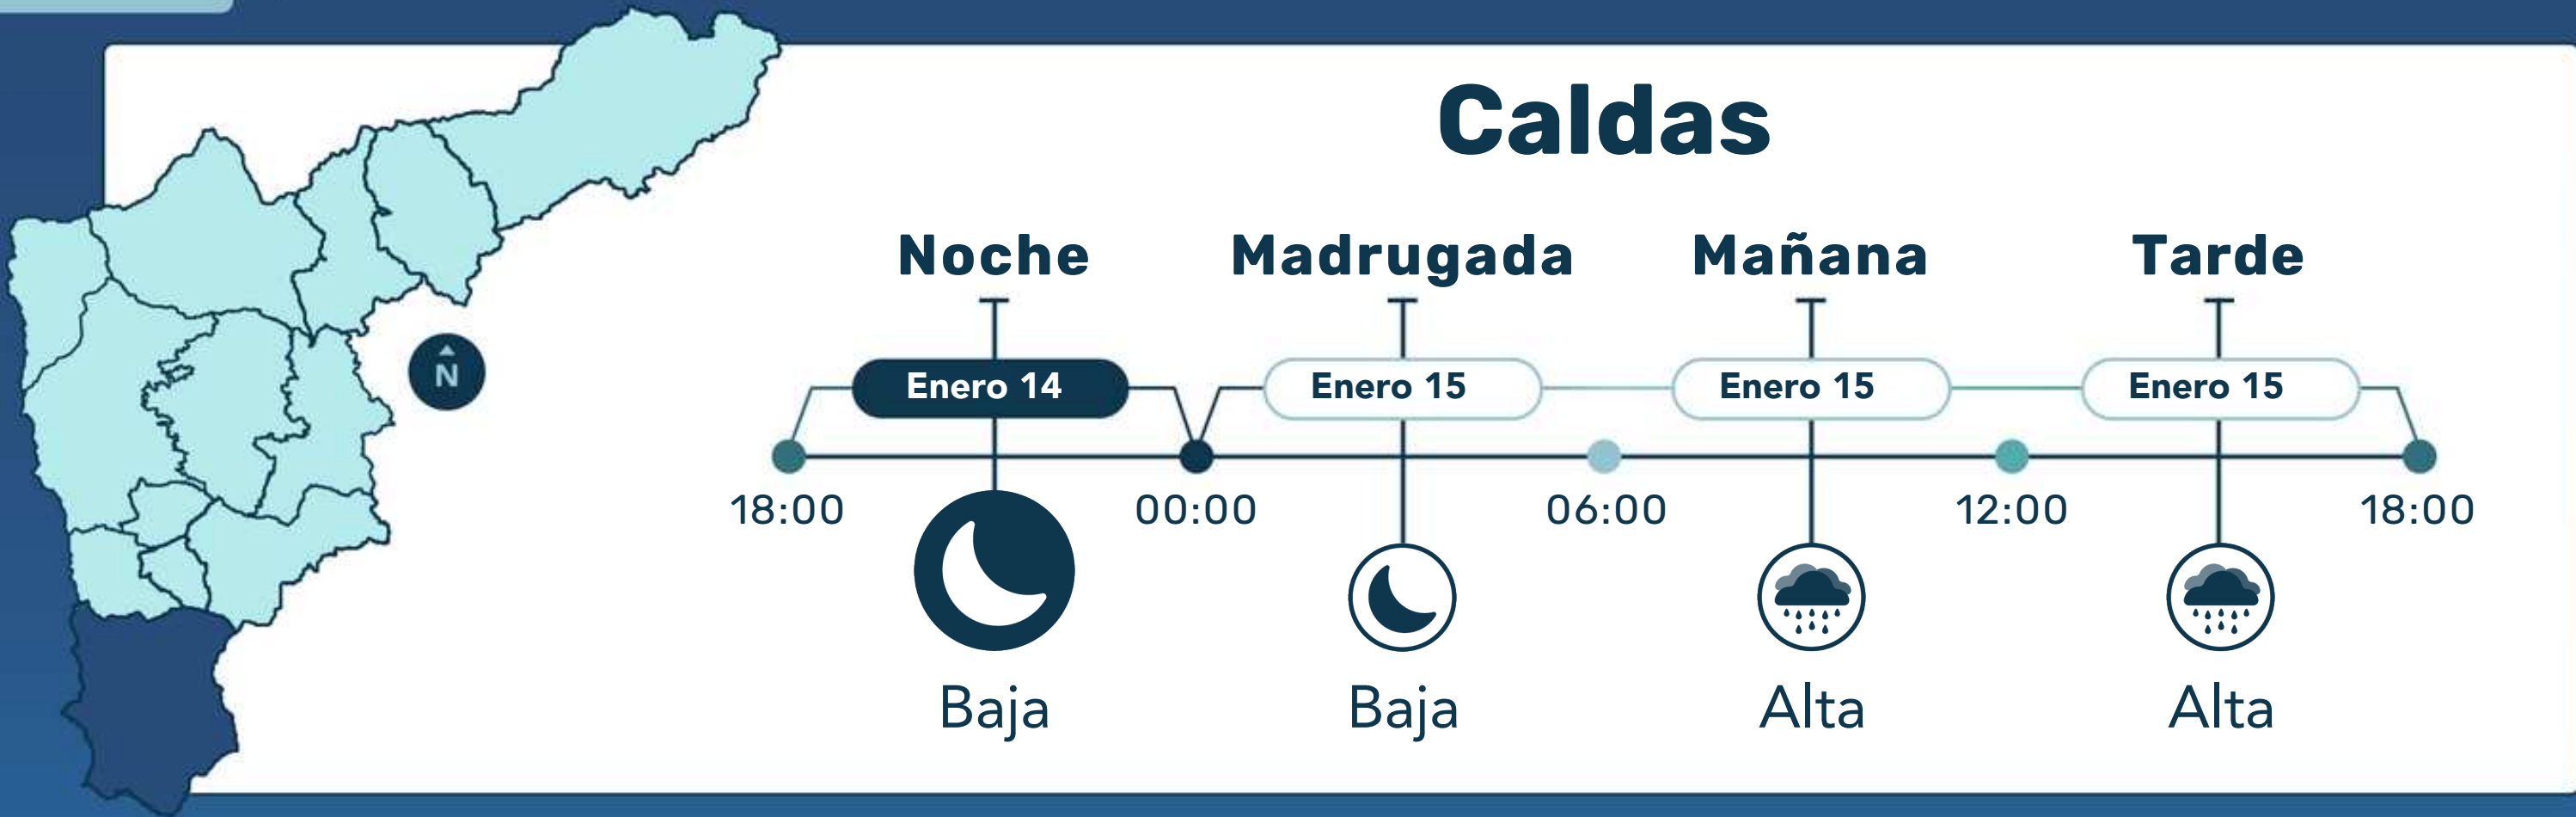 Caldas
Noche Madrugada Mañana Tarde
Enero 14 Enero 15 Enero 15 Enero 15
N
18:00 00:00 06:00 12:00 18:00
Baja Baja Alta Alta